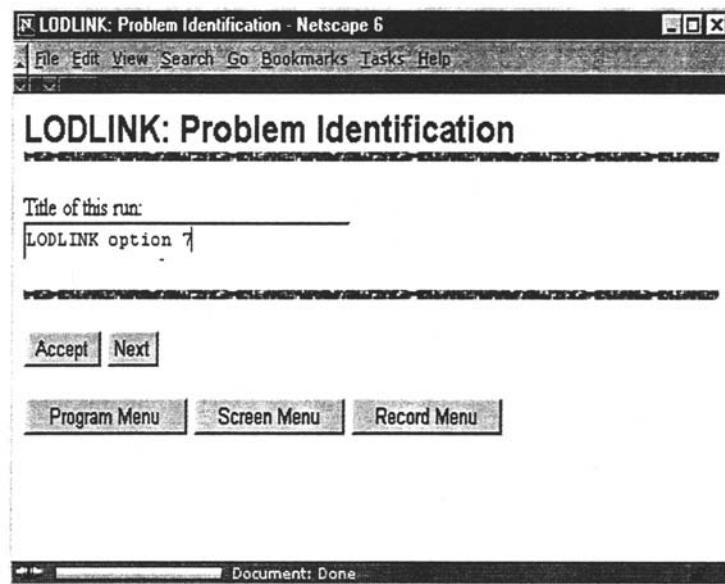 LODLINK: Problem Identification - Netscape 6
File Edit View Search Go Bookmarks Tasks Help
LODLINK: Problem Identification
Title of this run:
LODLINK option 7
Accept Next
Program Menu Screen Menu Record Menu
Document: Done